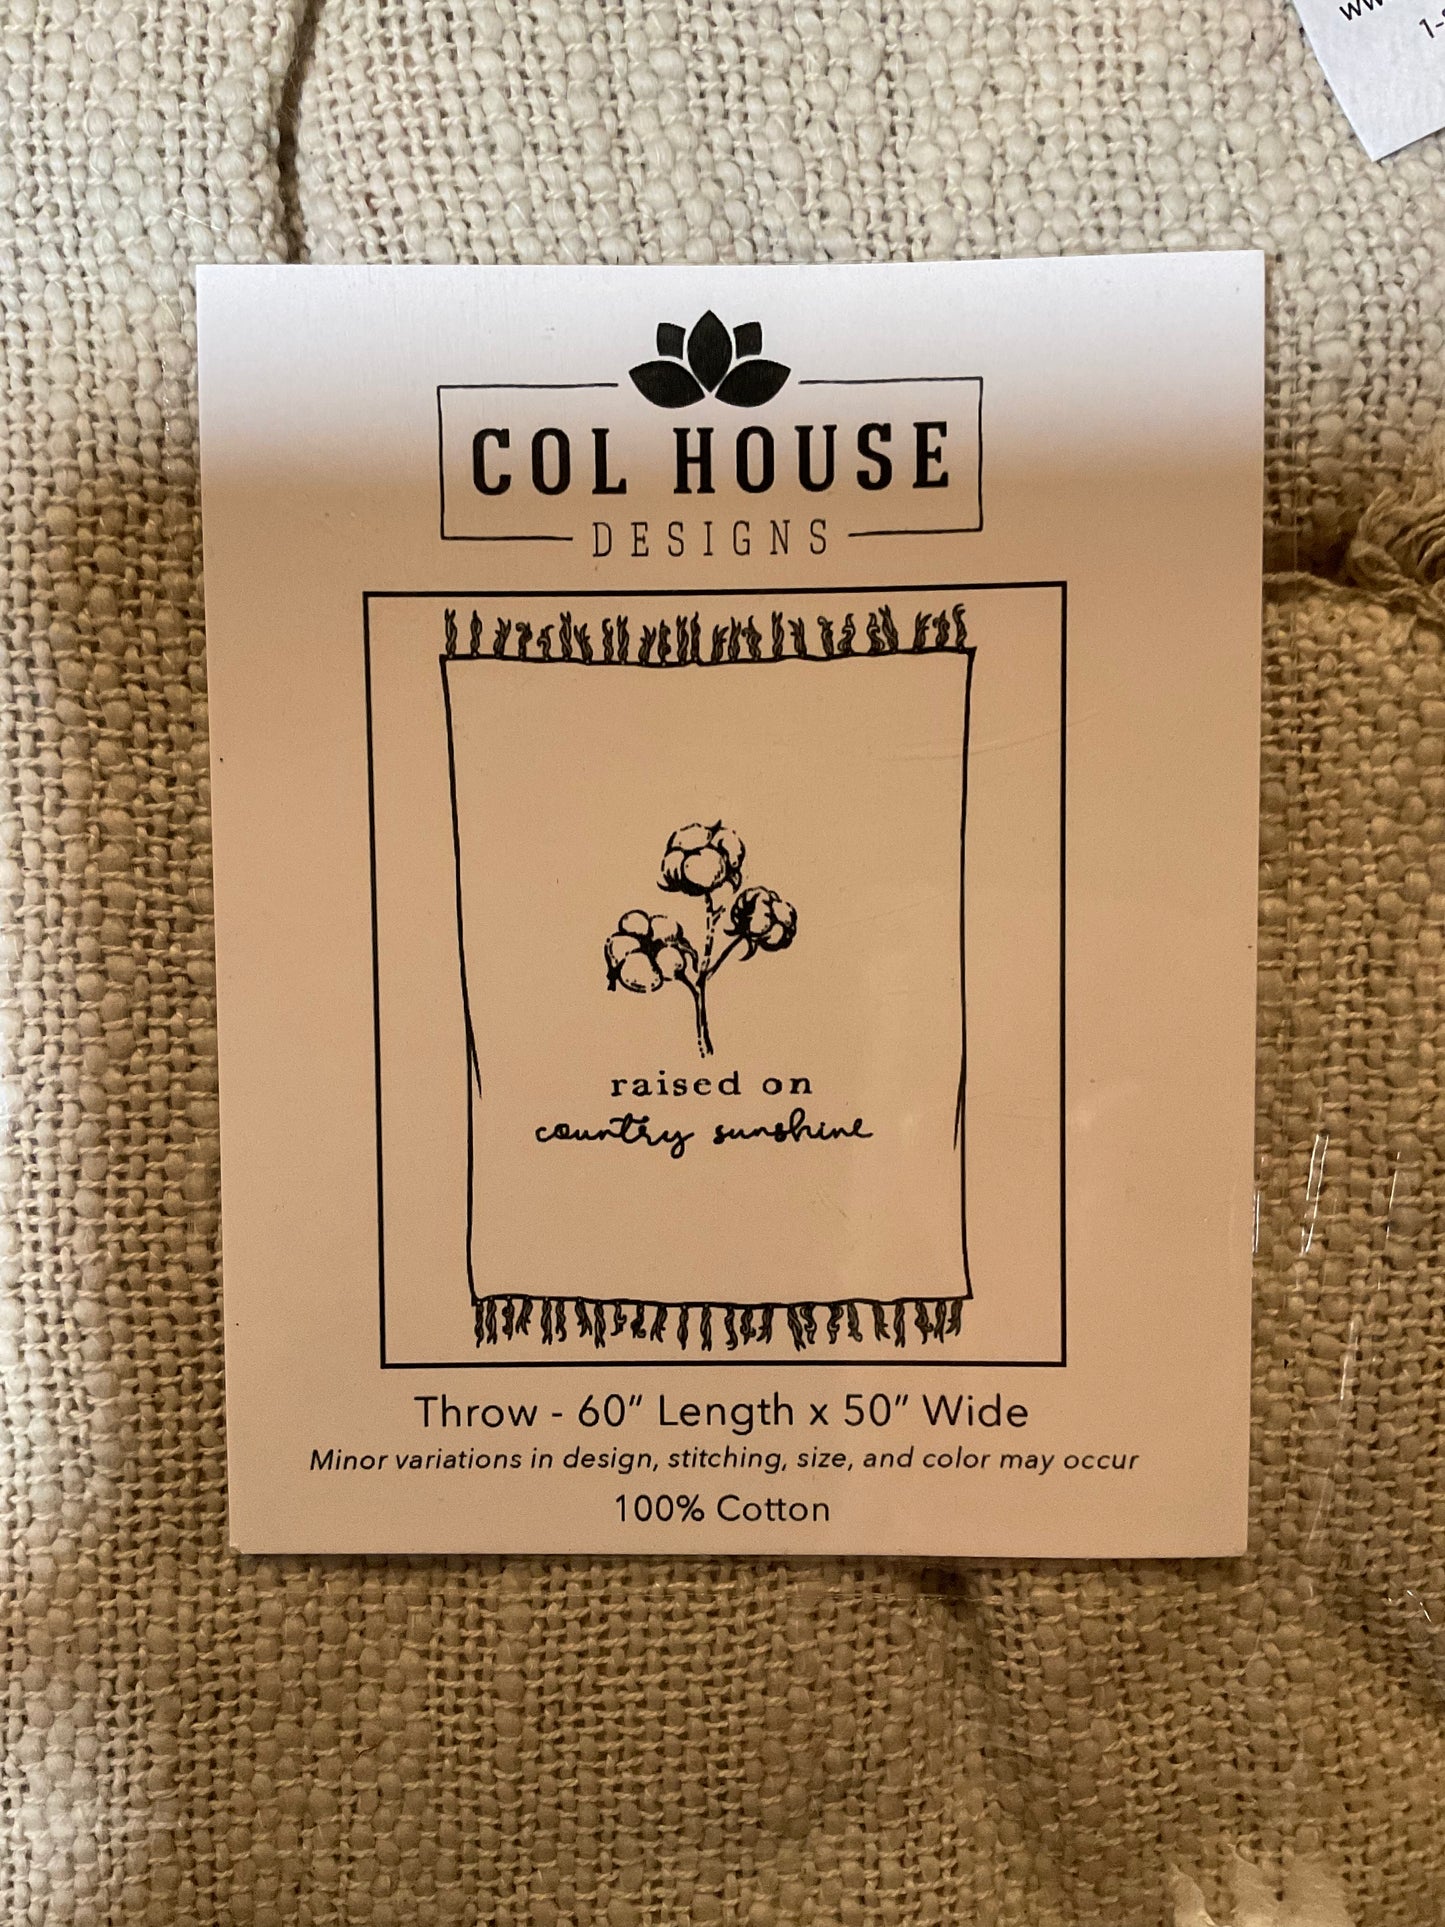 COL HOUSE
DESIGNS
raised on
country sunshine
Throw - 60" Length x 50" Wide
Minor variations in design, stitching, size, and color may occur
100% Cotton